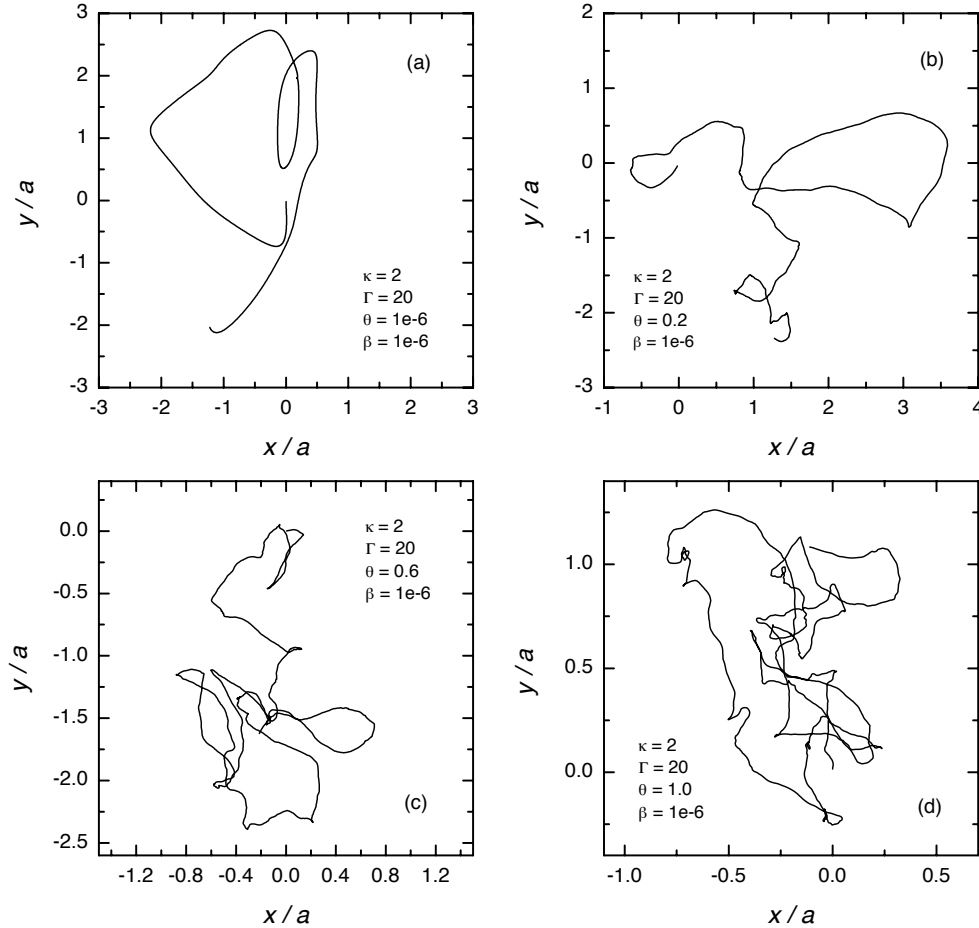 3
2
1
0
-1
-2
-3
y / a
(a)
κ = 2
Γ = 20
θ = 1e-6
β = 1e-6
-3 -2 -1 0 1 2 3
x / a
2
1
0
-1
-2
-3
y / a
(b)
κ = 2
Γ = 20
θ = 0.2
β = 1e-6
-1 0 1 2 3 4
x / a
0.0
-0.5
-1.0
-1.5
-2.0
-2.5
y / a
κ = 2
Γ = 20
θ = 0.6
β = 1e-6
(c)
-1.2 -0.8 -0.4 0.0 0.4 0.8 1.2
x / a
1.0
0.5
0.0
y / a
κ = 2
Γ = 20
θ = 1.0
β = 1e-6
(d)
-1.0 -0.5 0.0 0.5
x / a